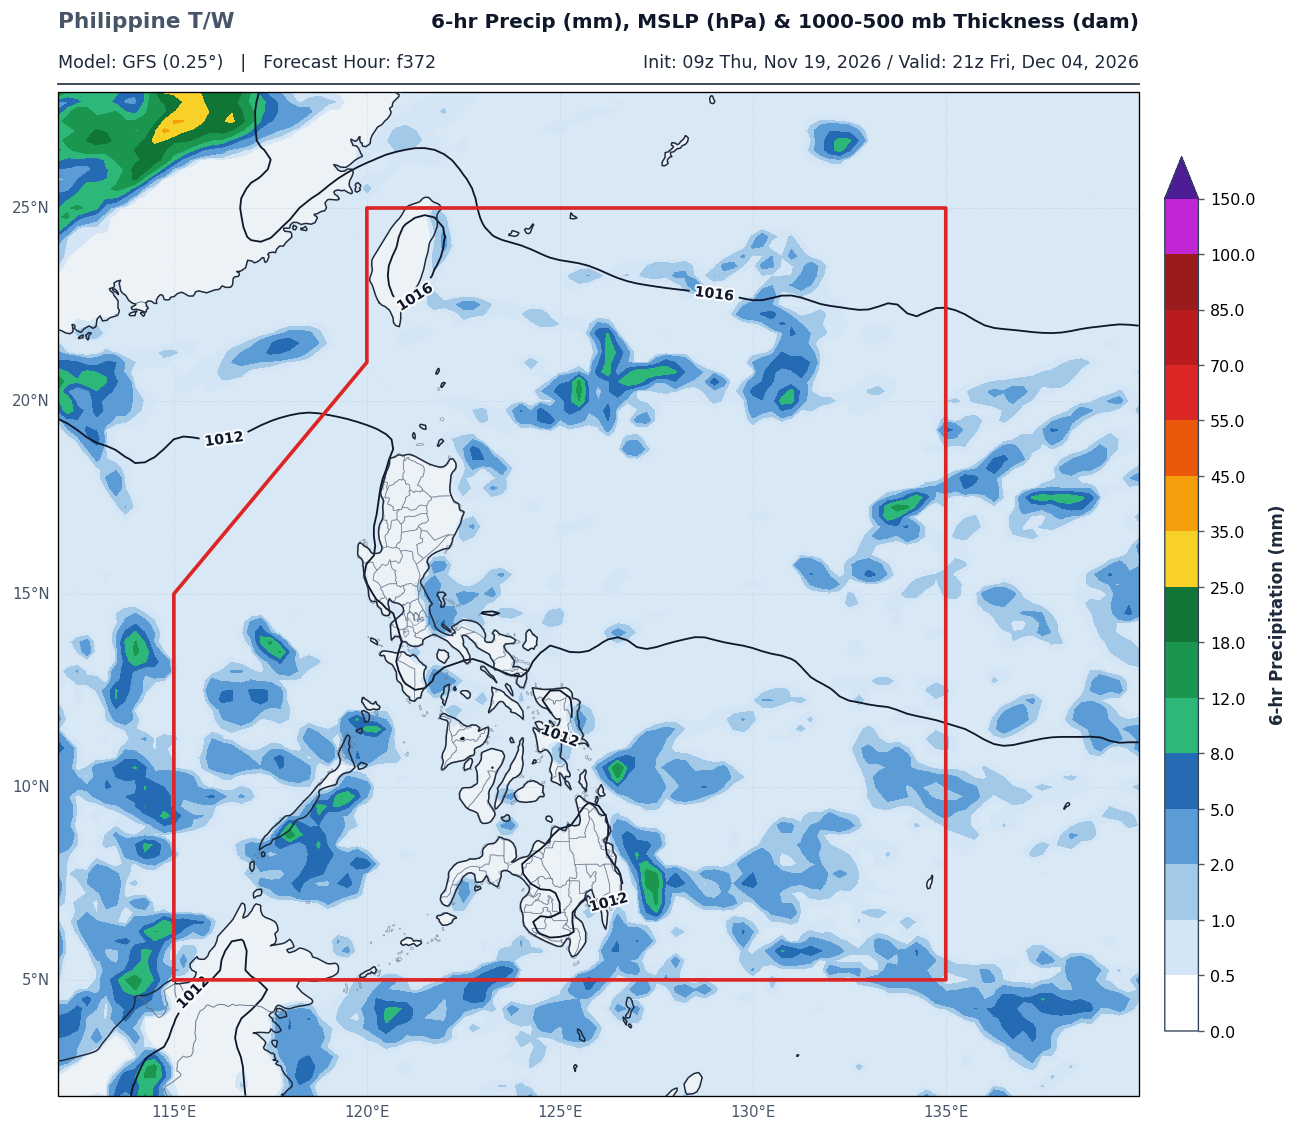 Philippine T/W
6-hr Precip (mm), MSLP (hPa) & 1000-500 mb Thickness (dam)
Model: GFS (0.25°)   |   Forecast Hour: f372
Init: 09z Thu, Nov 19, 2026 / Valid: 21z Fri, Dec 04, 2026
25°N
20°N
15°N
10°N
5°N
115°E
120°E
125°E
130°E
135°E
1016
1016
1012
1012
1012
1012
150.0
100.0
85.0
70.0
55.0
45.0
35.0
25.0
18.0
12.0
8.0
5.0
2.0
1.0
0.5
0.0
6-hr Precipitation (mm)